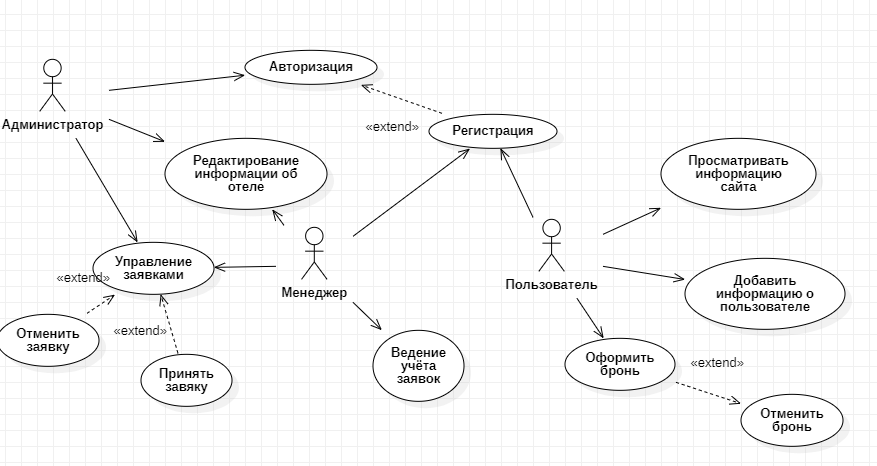 Авторизация
Администратор
«extend»
Регистрация
Редактирование
информации об
отеле
Просматривать
информацию
сайта
Управление
заявками
«extend»
Менеджер
Пользователь
Добавить
информацию о
пользователе
Отменить
заявку
«extend»
Принять
завяку
Ведение
учёта
заявок
Оформить
бронь
«extend»
Отменить
бронь